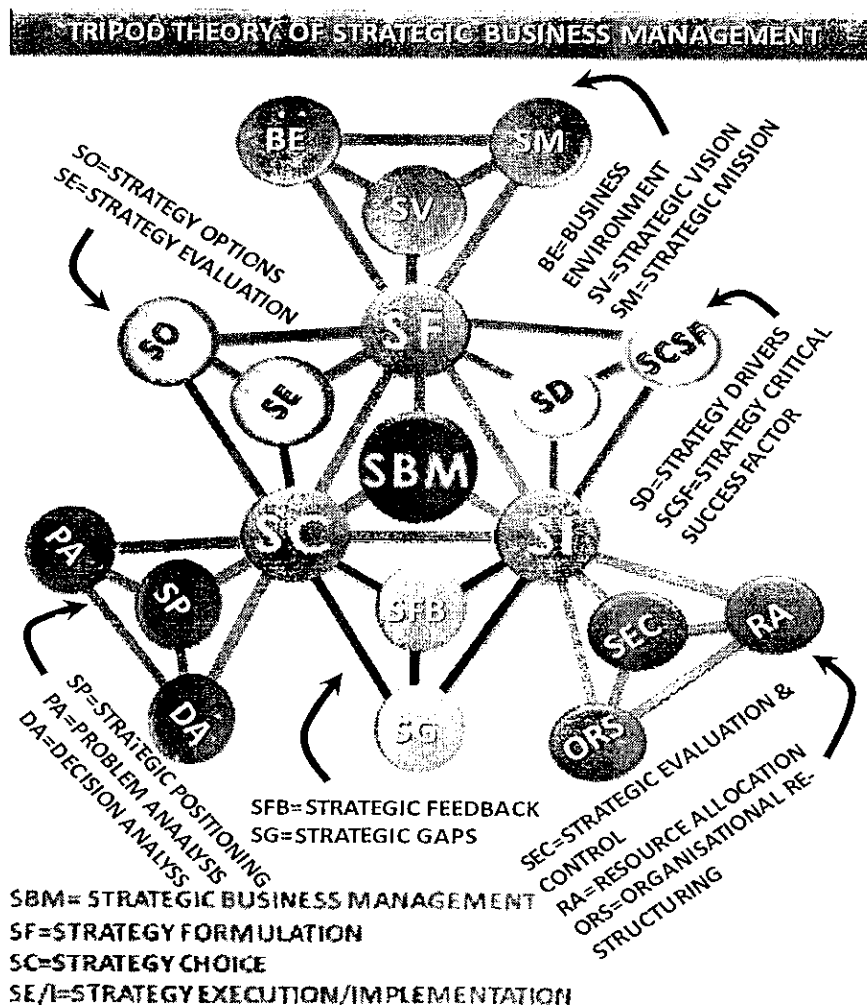 TRIPOD THEORY OF STRATEGIC BUSINESS MANAGEMENT
BE
SM
SV
SO=STRATEGY OPTIONS
SE=STRATEGY EVALUATION
BE=BUSINESS
ENVIRONMENT
SV=STRATEGIC VISION
SM=STRATEGIC MISSION
SF
SO
SE
SD
SCSF
SBM
SD=STRATEGY DRIVERS
SCSF=STRATEGY CRITICAL
SUCCESS FACTOR
SC
SI
PA
SP
DA
SFB
SG
SEC
RA
ORS
SP=STRATEGIC POSITIONING
PA=PROBLEM ANAALYSIS
DA=DECISION ANALYSS
SFB=STRATEGIC FEEDBACK
SG=STRATEGIC GAPS
SEC=STRATEGIC EVALUATION &
CONTROL
RA=RESOURCE ALLOCATION
ORS=ORGANISATIONAL RE-
STRUCTURING
SBM= STRATEGIC BUSINESS MANAGEMENT
SF=STRATEGY FORMULATION
SC=STRATEGY CHOICE
SE/I=STRATEGY EXECUTION/IMPLEMENTATION